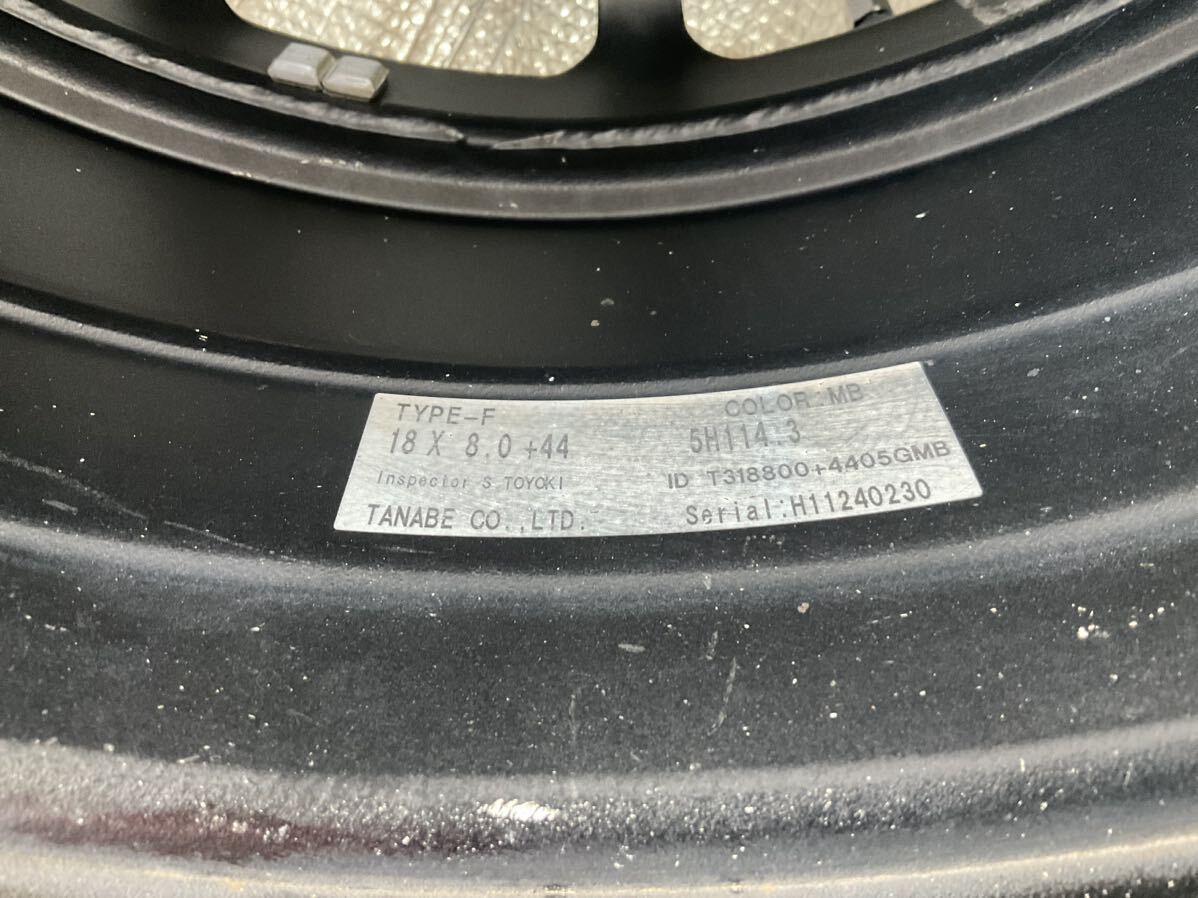 TYPE-F COLOR:MB
18 X 8.0 +44 5H114.3
Inspector S TOYOKI ID T318800+4405GMB
TANABE CO.,LTD. Serial:H11240230